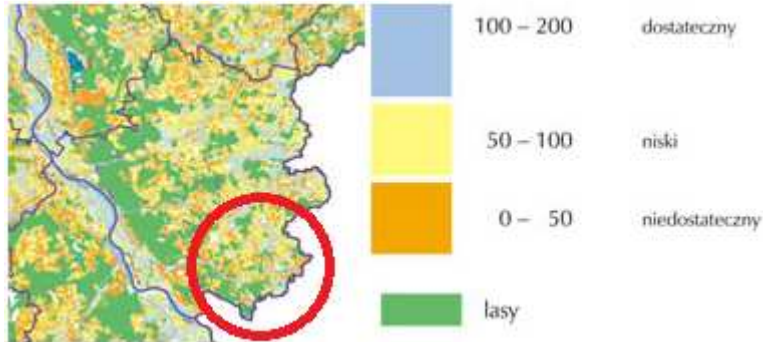 100 – 200 dostateczny
50 – 100 niski
0 – 50 niedostateczny
lasy